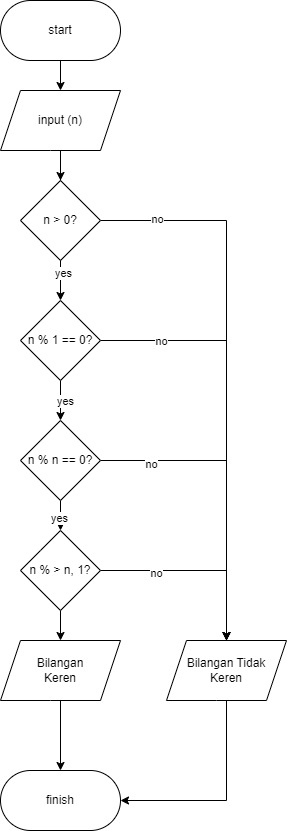 start
input (n)
n > 0?
no
yes
n % 1 == 0?
no
yes
n % n == 0?
no
yes
n % > n, 1?
no
Bilangan
Keren
Bilangan Tidak
Keren
finish